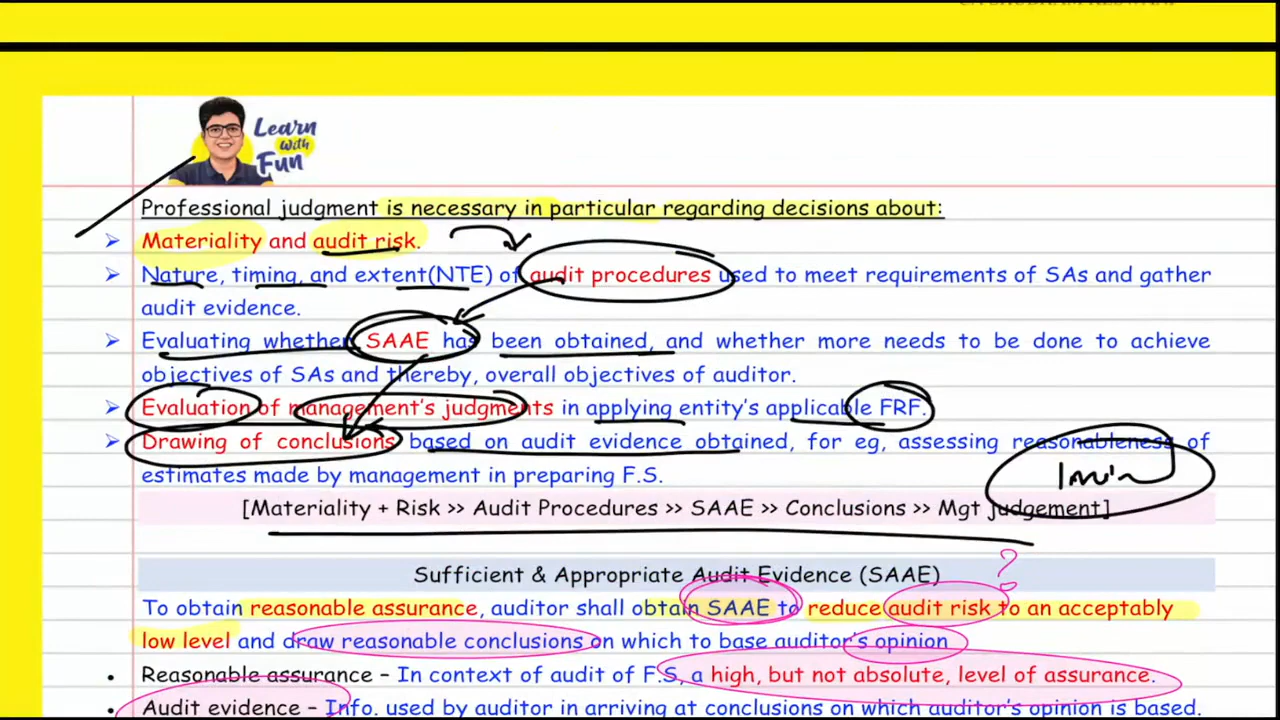 Learn
with
Fun
Professional judgment is necessary in particular regarding decisions about:
➢ Materiality and audit risk.
➢ Nature, timing, and extent(NTE) of audit procedures used to meet requirements of SAs and gather
audit evidence.
➢ Evaluating whether SAAE has been obtained, and whether more needs to be done to achieve
objectives of SAs and thereby, overall objectives of auditor.
➢ Evaluation of management's judgments in applying entity's applicable FRF.
➢ Drawing of conclusions based on audit evidence obtained, for eg, assessing reasonableness of
estimates made by management in preparing F.S.
[Materiality + Risk >> Audit Procedures >> SAAE >> Conclusions >> Mgt judgement]
Sufficient & Appropriate Audit Evidence (SAAE)
?
To obtain reasonable assurance, auditor shall obtain SAAE to reduce audit risk to an acceptably
low level and draw reasonable conclusions on which to base auditor's opinion
• Reasonable assurance – In context of audit of F.S, a high, but not absolute, level of assurance.
• Audit evidence – Info. used by auditor in arriving at conclusions on which auditor's opinion is based.